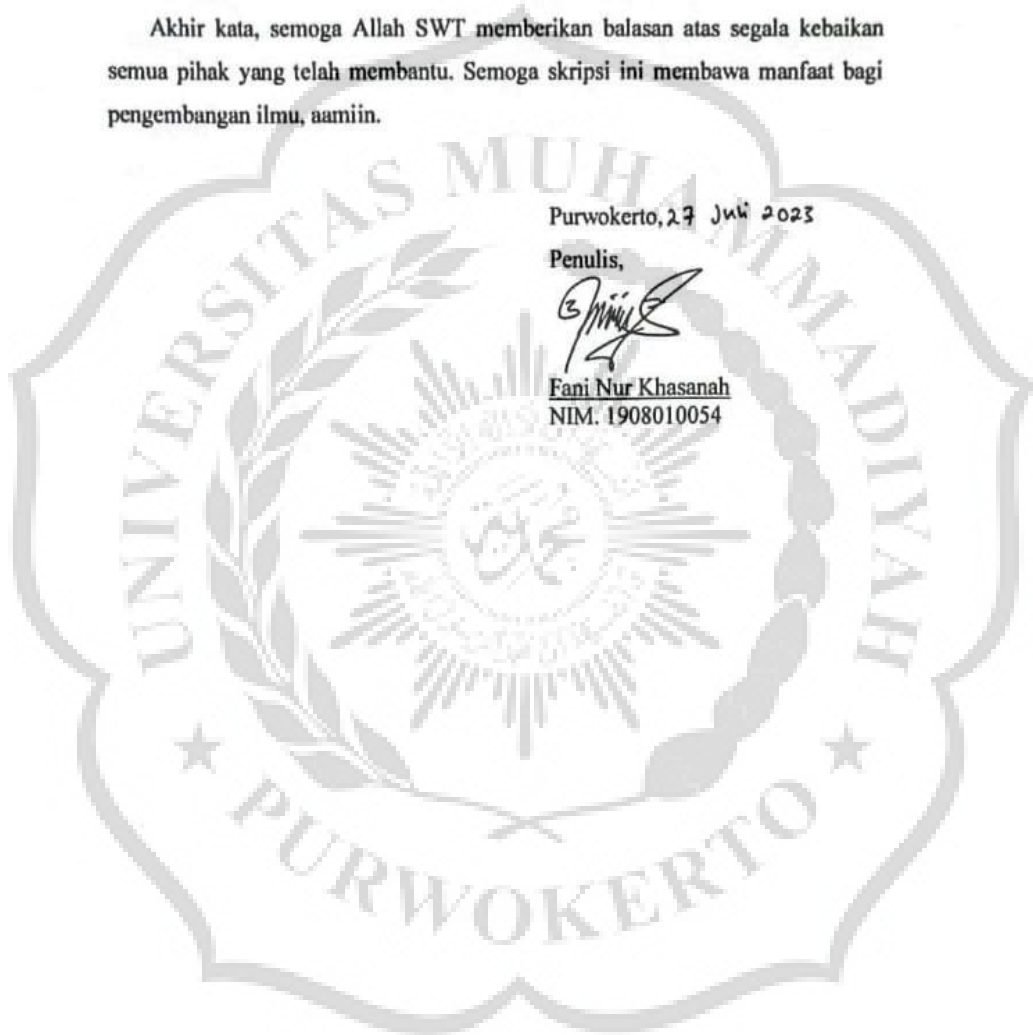 Akhir kata, semoga Allah SWT memberikan balasan atas segala kebaikan
semua pihak yang telah membantu. Semoga skripsi ini membawa manfaat bagi
pengembangan ilmu, aamiin.
UNIVERSITAS MUHAMMADIYAH
Purwokerto, 27 Juli 2023
Penulis,
Fani Nur Khasanah
NIM. 1908010054
PURWOKERTO